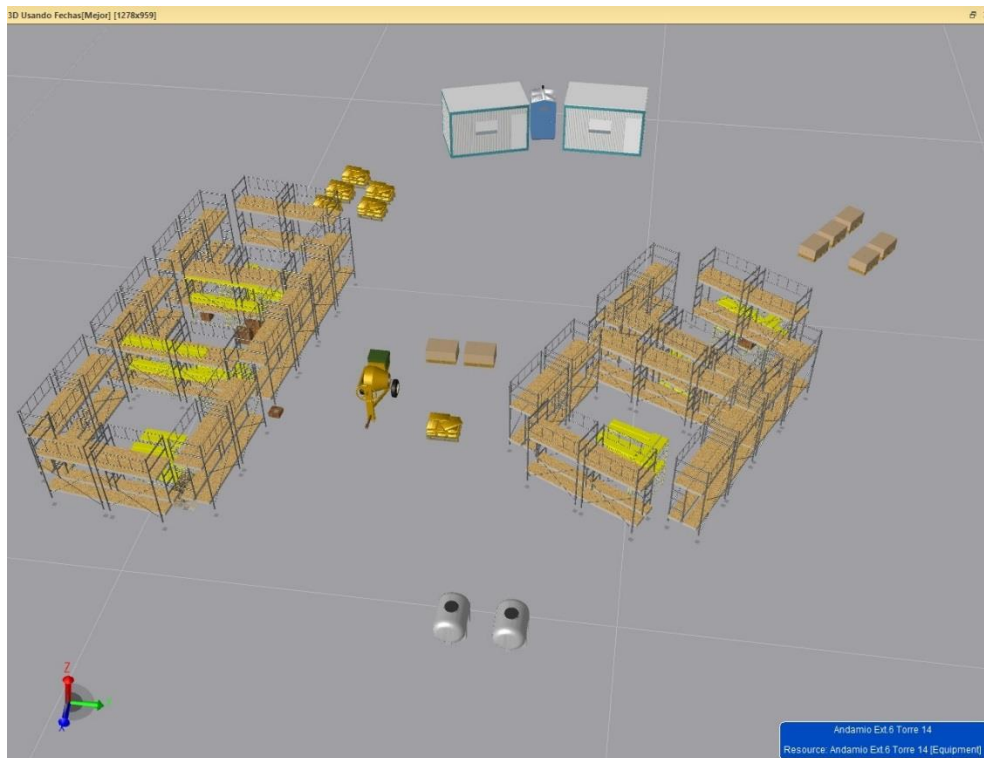 3D Usando Fechas[Mejor] [1278x959]
Z
X
Andamio Ext.6 Torre 14
Resource: Andamio Ext.6 Torre 14 [Equipment]